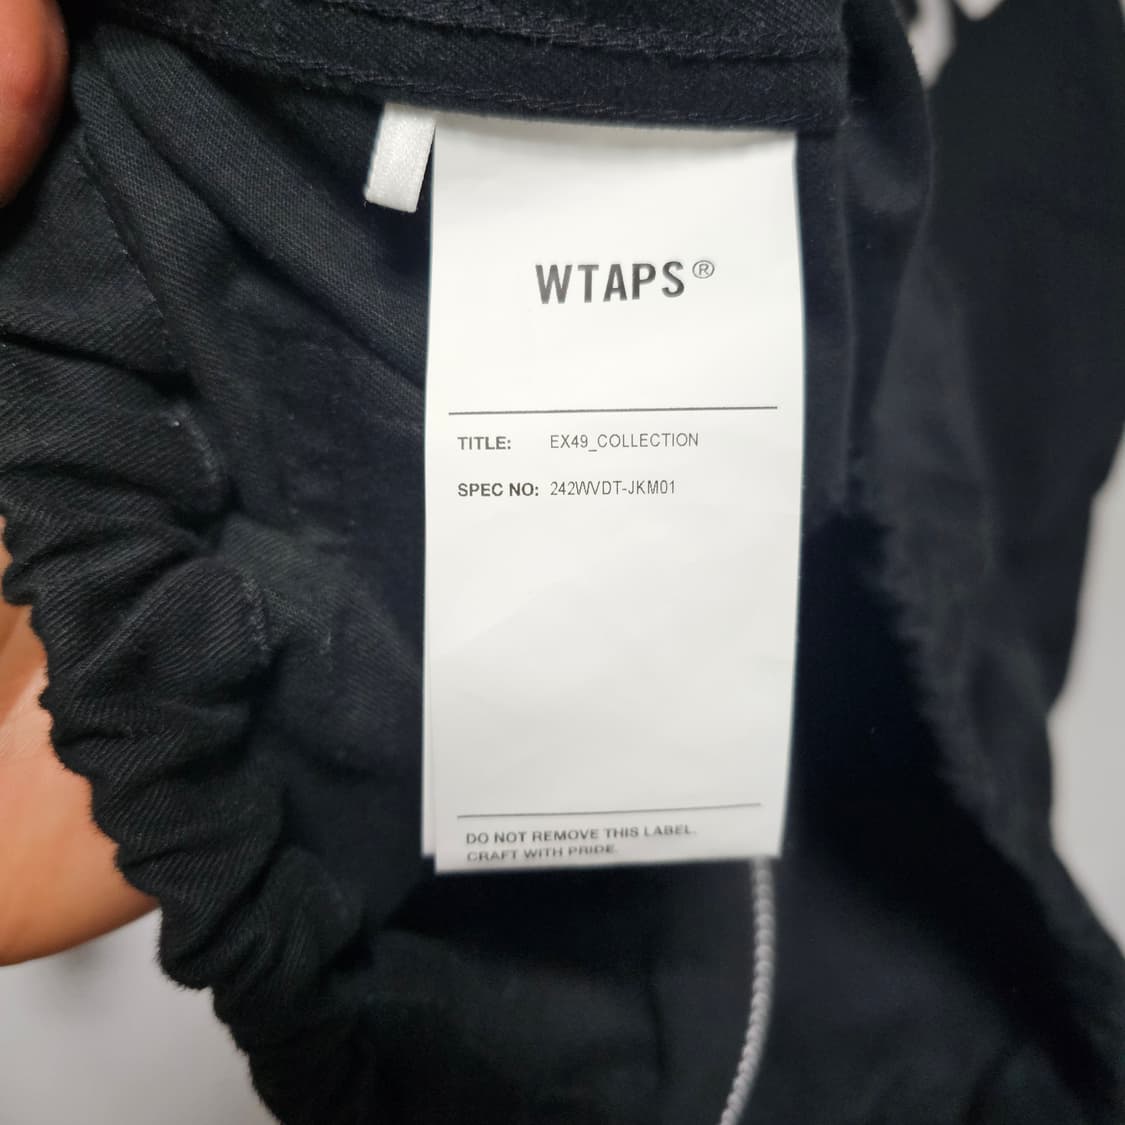 WTAPS®
TITLE: EX49_COLLECTION
SPEC NO: 242WVDT-JKM01
DO NOT REMOVE THIS LABEL.
CRAFT WITH PRIDE.